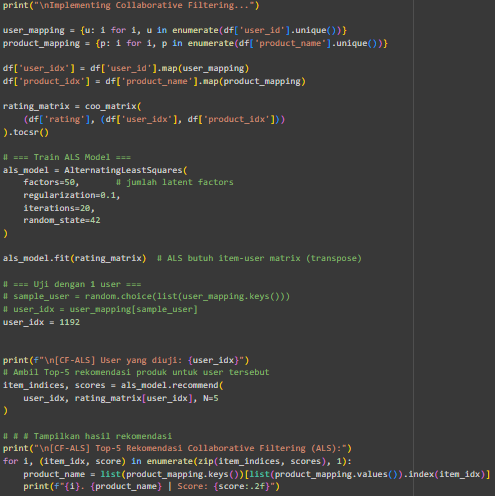 print("\nImplementing Collaborative Filtering...")
user_mapping = {u: i for i, u in enumerate(df['user_id'].unique())}
product_mapping = {p: i for i, p in enumerate(df['product_name'].unique())}
df['user_idx'] = df['user_id'].map(user_mapping)
df['product_idx'] = df['product_name'].map(product_mapping)
rating_matrix = coo_matrix(
    (df['rating'], (df['user_idx'], df['product_idx']))
).tocsr()
# === Train ALS Model ===
als_model = AlternatingLeastSquares(
    factors=50,        # jumlah latent factors
    regularization=0.1,
    iterations=20,
    random_state=42
)
als_model.fit(rating_matrix)  # ALS butuh item-user matrix (transpose)
# === Uji dengan 1 user ===
# sample_user = random.choice(list(user_mapping.keys()))
# user_idx = user_mapping[sample_user]
user_idx = 1192
print(f"\n[CF-ALS] User yang diuji: {user_idx}")
# Ambil Top-5 rekomendasi produk untuk user tersebut
item_indices, scores = als_model.recommend(
    user_idx, rating_matrix[user_idx], N=5
)
# # # Tampilkan hasil rekomendasi
print("\n[CF-ALS] Top-5 Rekomendasi Collaborative Filtering (ALS):")
for i, (item_idx, score) in enumerate(zip(item_indices, scores), 1):
    product_name = list(product_mapping.keys())[list(product_mapping.values()).index(item_idx)]
    print(f"{i}. {product_name} | Score: {score:.2f}")